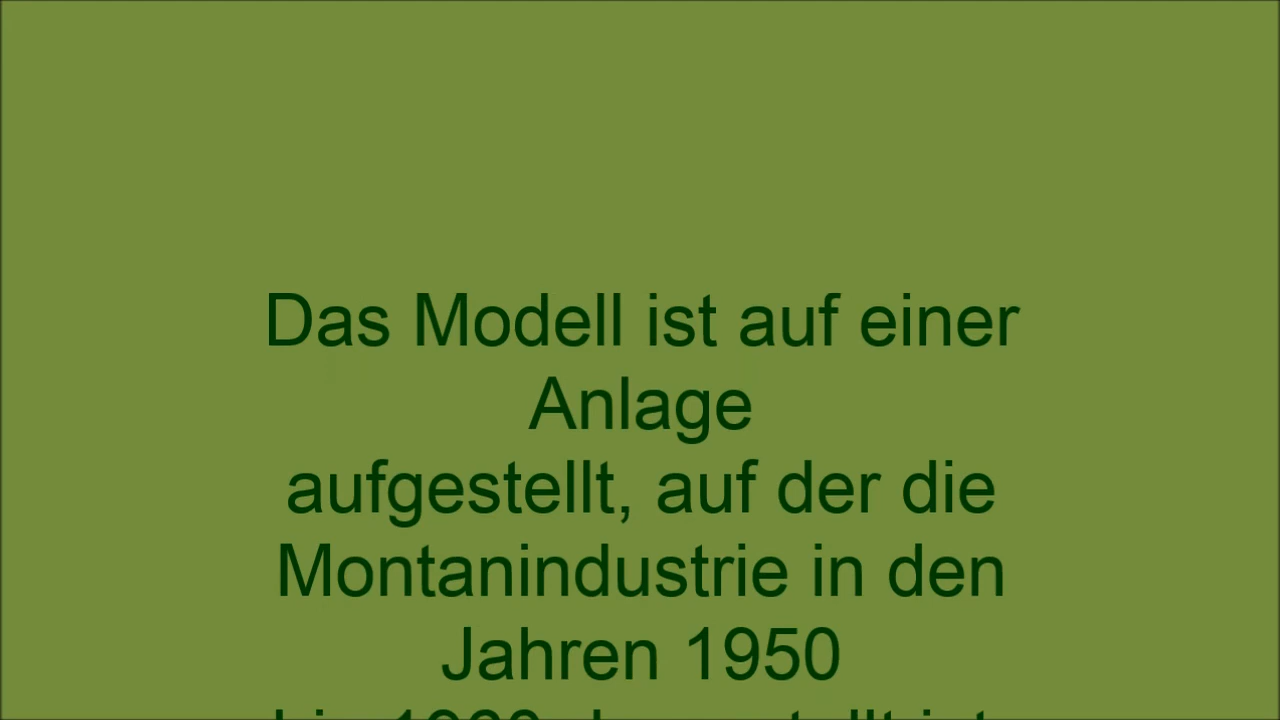 Das Modell ist auf einer
Anlage
aufgestellt, auf der die
Montanindustrie in den
Jahren 1950